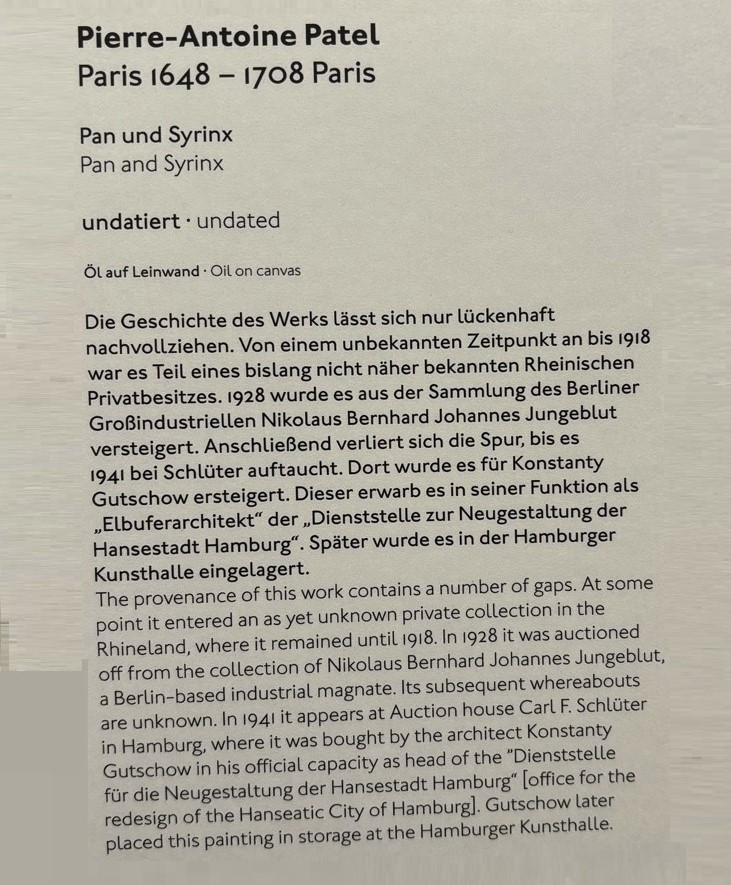 Pierre-Antoine Patel
Paris 1648 – 1708 Paris
Pan und Syrinx
Pan and Syrinx
undatiert · undated
Öl auf Leinwand · Oil on canvas
Die Geschichte des Werks lässt sich nur lückenhaft
nachvollziehen. Von einem unbekannten Zeitpunkt an bis 1918
war es Teil eines bislang nicht näher bekannten Rheinischen
Privatbesitzes. 1928 wurde es aus der Sammlung des Berliner
Großindustriellen Nikolaus Bernhard Johannes Jungeblut
versteigert. Anschließend verliert sich die Spur, bis es
1941 bei Schlüter auftaucht. Dort wurde es für Konstanty
Gutschow ersteigert. Dieser erwarb es in seiner Funktion als
„Elbuferarchitekt“ der „Dienststelle zur Neugestaltung der
Hansestadt Hamburg“. Später wurde es in der Hamburger
Kunsthalle eingelagert.
The provenance of this work contains a number of gaps. At some
point it entered an as yet unknown private collection in the
Rhineland, where it remained until 1918. In 1928 it was auctioned
off from the collection of Nikolaus Bernhard Johannes Jungeblut,
a Berlin-based industrial magnate. Its subsequent whereabouts
are unknown. In 1941 it appears at Auction house Carl F. Schlüter
in Hamburg, where it was bought by the architect Konstanty
Gutschow in his official capacity as head of the ”Dienststelle
für die Neugestaltung der Hansestadt Hamburg“ [office for the
redesign of the Hanseatic City of Hamburg]. Gutschow later
placed this painting in storage at the Hamburger Kunsthalle.